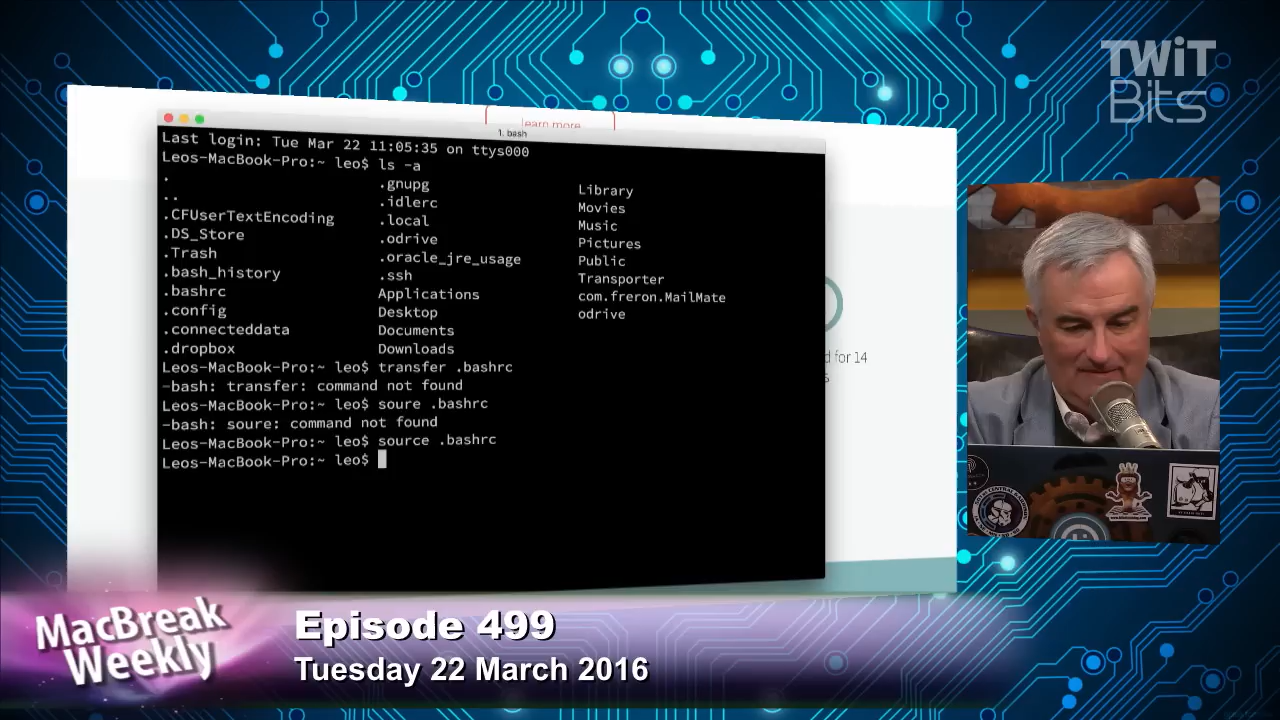 TWiT
Bits
learn more
1. bash
Last login: Tue Mar 22 11:05:35 on ttys000
Leos-MacBook-Pro:~ leo$ ls -a
. .gnupg Library
.. .idlerc Movies
.CFUserTextEncoding .local Music
.DS_Store .odrive Pictures
.Trash .oracle_jre_usage Public
.bash_history .ssh Transporter
.bashrc Applications com.freron.MailMate
.config Desktop odrive
.connecteddata Documents
.dropbox Downloads
Leos-MacBook-Pro:~ leo$ transfer .bashrc
-bash: transfer: command not found
Leos-MacBook-Pro:~ leo$ soure .bashrc
-bash: soure: command not found
Leos-MacBook-Pro:~ leo$ source .bashrc
Leos-MacBook-Pro:~ leo$
d for 14
s
MacBreak
Weekly
Episode 499
Tuesday 22 March 2016